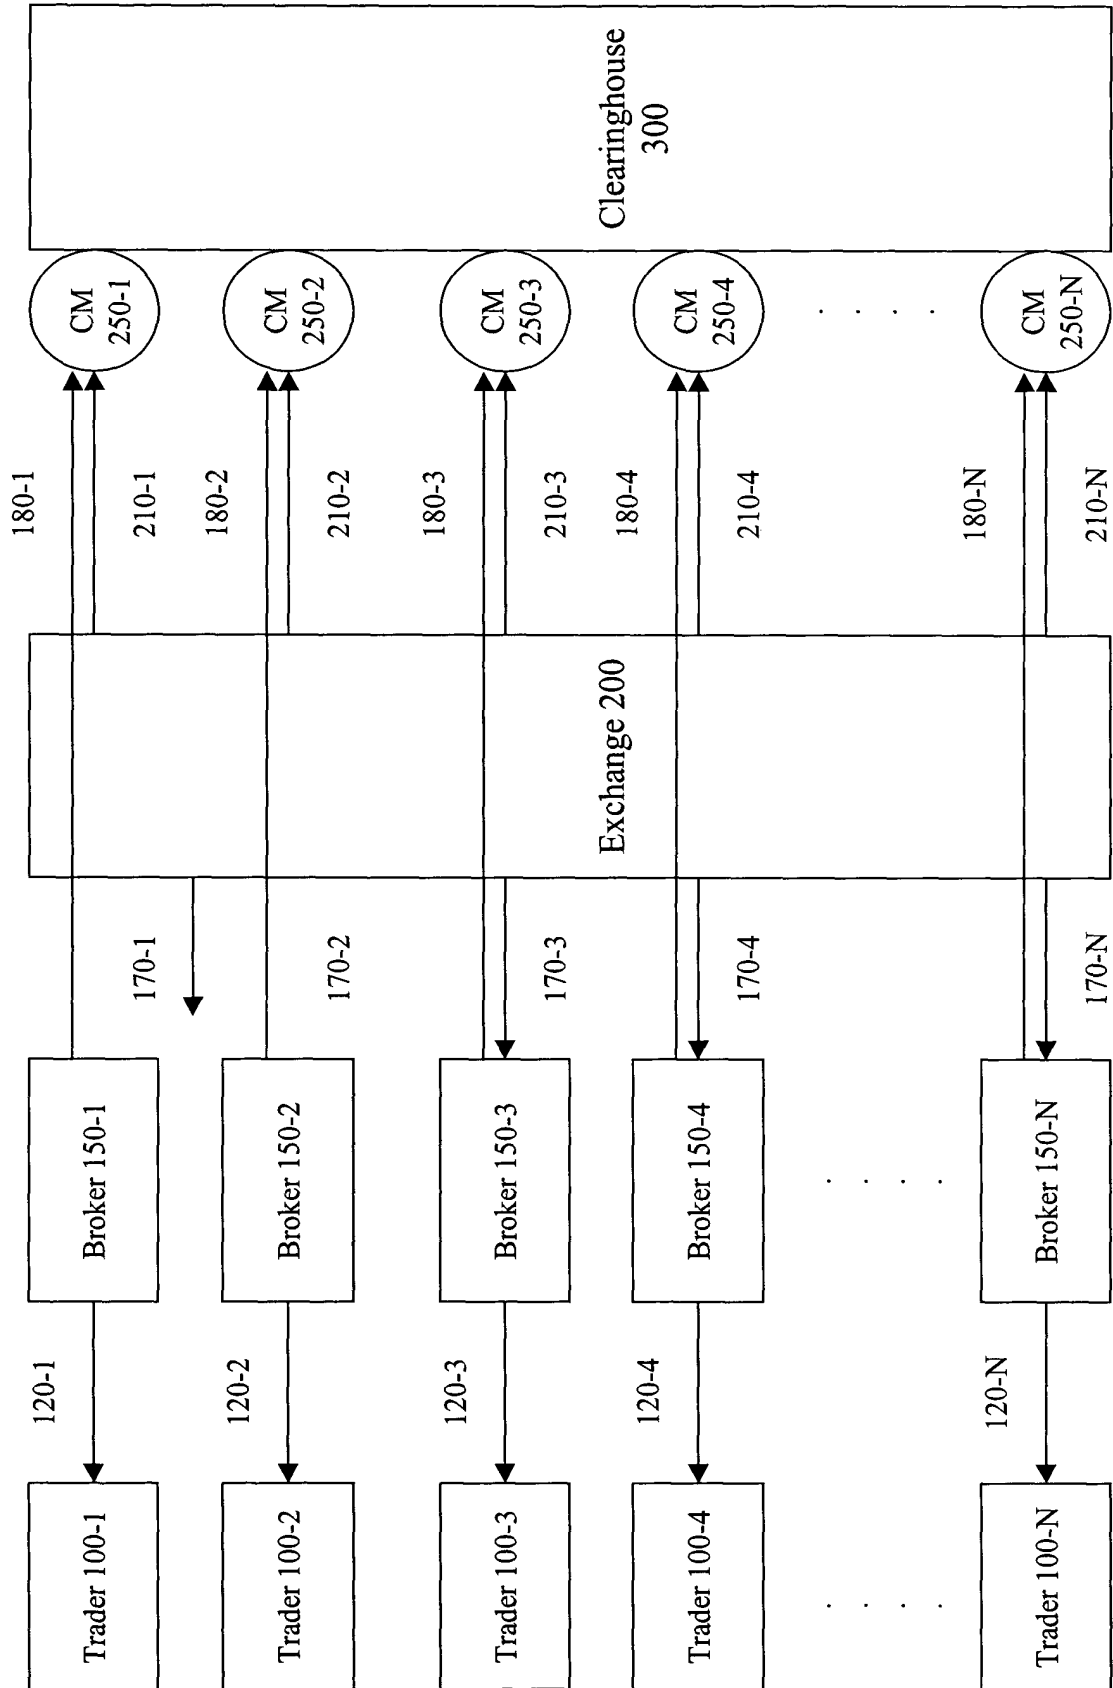 120-1
180-1
Trader 100-1
Broker 150-1
CM
250-1
170-1
210-1
120-2
180-2
Trader 100-2
Broker 150-2
CM
250-2
170-2
210-2
120-3
180-3
Trader 100-3
Broker 150-3
CM
250-3
170-3
210-3
Exchange 200
Clearinghouse
300
120-4
180-4
Trader 100-4
Broker 150-4
CM
250-4
170-4
210-4
120-N
180-N
Trader 100-N
Broker 150-N
CM
250-N
170-N
210-N